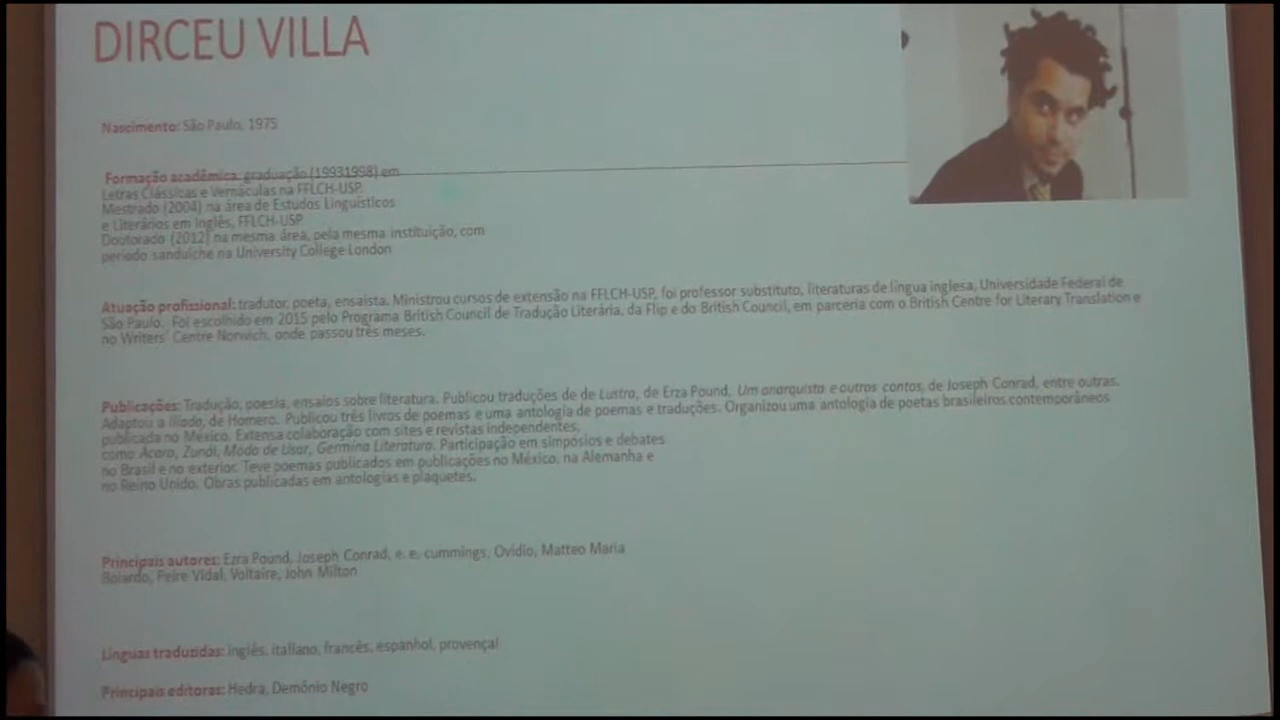 DIRCEU VILLA
Nascimento: São Paulo, 1975
Formação acadêmica: graduação (19931998) em
Letras Clássicas e Vernáculas na FFLCH-USP.
Mestrado (2004) na área de Estudos Linguísticos
e Literários em Inglês, FFLCH-USP
Doutorado (2012) na mesma área, pela mesma instituição, com
período sanduíche na University College London
Atuação profissional: tradutor, poeta, ensaísta. Ministrou cursos de extensão na FFLCH-USP, foi professor substituto, literaturas de língua inglesa, Universidade Federal de
São Paulo. Foi escolhido em 2015 pelo Programa British Council de Tradução Literária, da Flip e do British Council, em parceria com o British Centre for Literary Translation e
no Writers' Centre Norwich, onde passou três meses.
Publicações: Tradução, poesia, ensaios sobre literatura. Publicou traduções de de Lustra, de Erza Pound, Um anarquista e outros contos, de Joseph Conrad, entre outras.
Adaptou a Ilíada, de Homero. Publicou três livros de poemas e uma antologia de poemas e traduções. Organizou uma antologia de poetas brasileiros contemporâneos
publicada no México. Extensa colaboração com sites e revistas independentes,
como Ácaro, Zunái, Modo de Usar, Germina Literatura. Participação em simpósios e debates
no Brasil e no exterior. Teve poemas publicados em publicações no México, na Alemanha e
no Reino Unido. Obras publicadas em antologias e plaquetes.
Principais autores: Ezra Pound, Joseph Conrad, e. e. cummings, Ovídio, Matteo Maria
Boiardo, Peire Vidal, Voltaire, John Milton
Línguas traduzidas: inglês, italiano, francês, espanhol, provençal
Principais editoras: Hedra, Demônio Negro